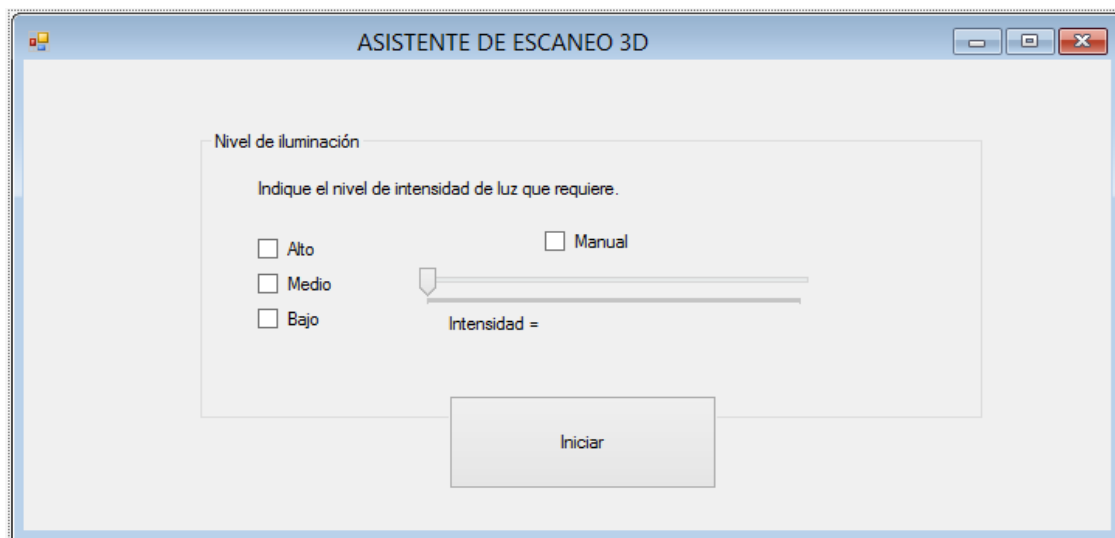 ASISTENTE DE ESCANEO 3D
Nivel de iluminación
Indique el nivel de intensidad de luz que requiere.
Alto
Manual
Medio
Bajo
Intensidad =
Iniciar